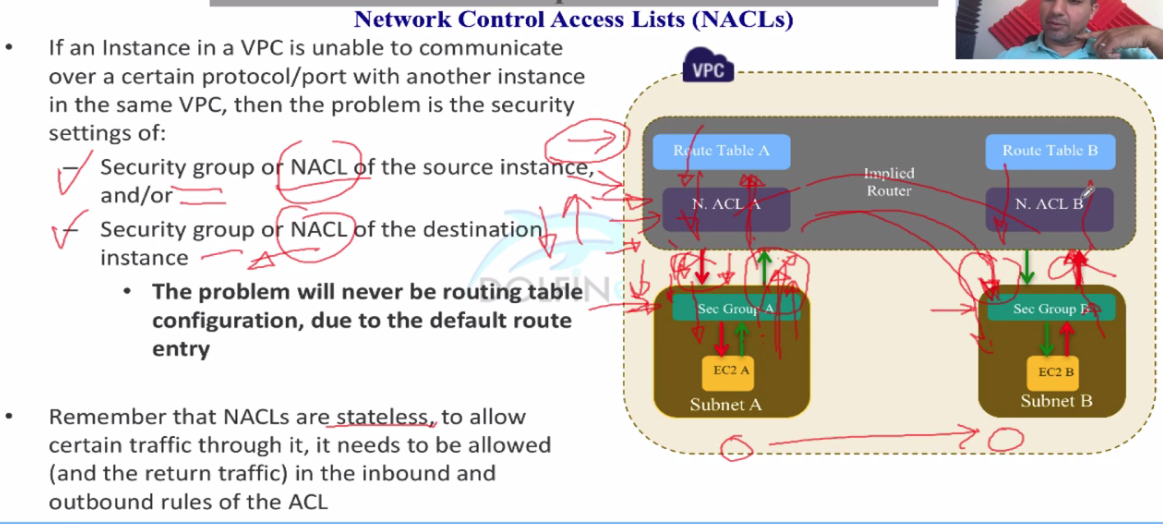 Network Control Access Lists (NACLs)
• If an Instance in a VPC is unable to communicate
over a certain protocol/port with another instance
in the same VPC, then the problem is the security
settings of:
– Security group or NACL of the source instance,
and/or
– Security group or NACL of the destination
instance
• The problem will never be routing table
configuration, due to the default route
entry
• Remember that NACLs are stateless, to allow
certain traffic through it, it needs to be allowed
(and the return traffic) in the inbound and
outbound rules of the ACL
DOLFIN
VPC
Route Table A
Route Table B
Implied
Router
N. ACL A
N. ACL B
Sec Group A
Sec Group B
EC2 A
EC2 B
Subnet A
Subnet B